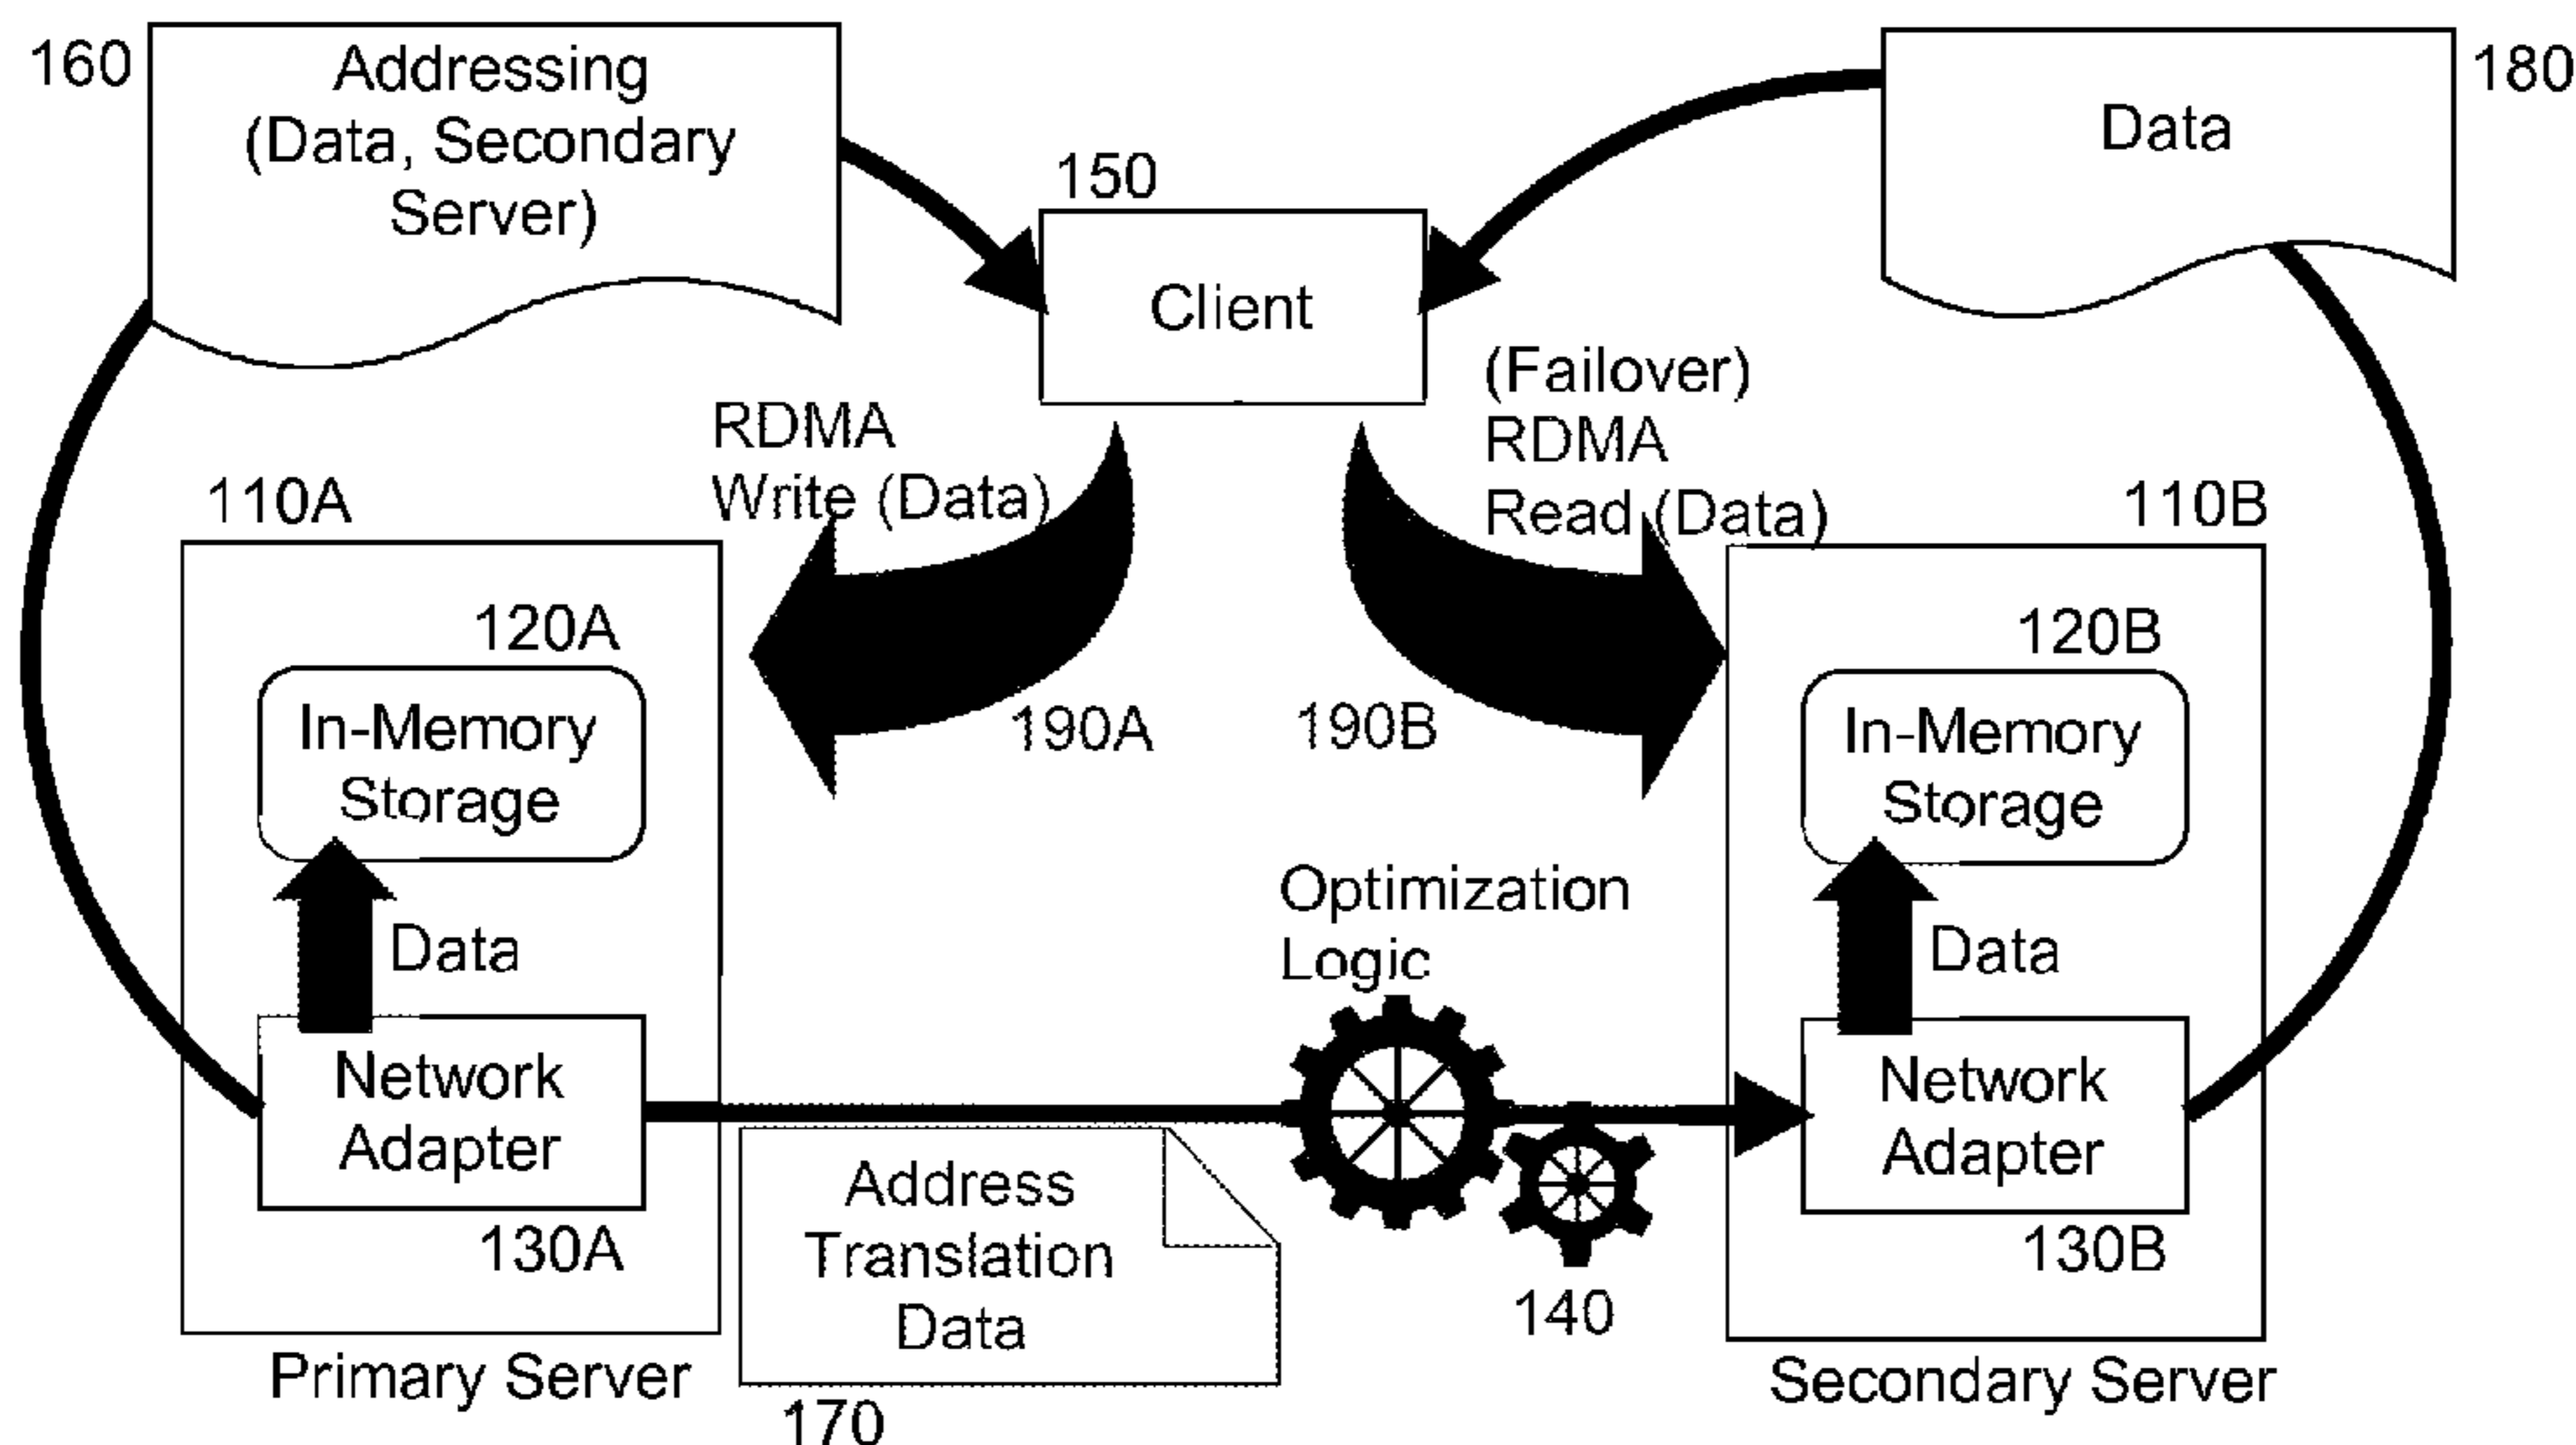 160
Addressing
(Data, Secondary
Server)
150
Client
Data
180
RDMA
Write (Data)
(Failover)
RDMA
Read (Data)
110A
110B
120A
In-Memory
Storage
Data
Network
Adapter
130A
Primary Server
190A
190B
Optimization
Logic
140
Address
Translation
Data
170
120B
In-Memory
Storage
Data
Network
Adapter
130B
Secondary Server